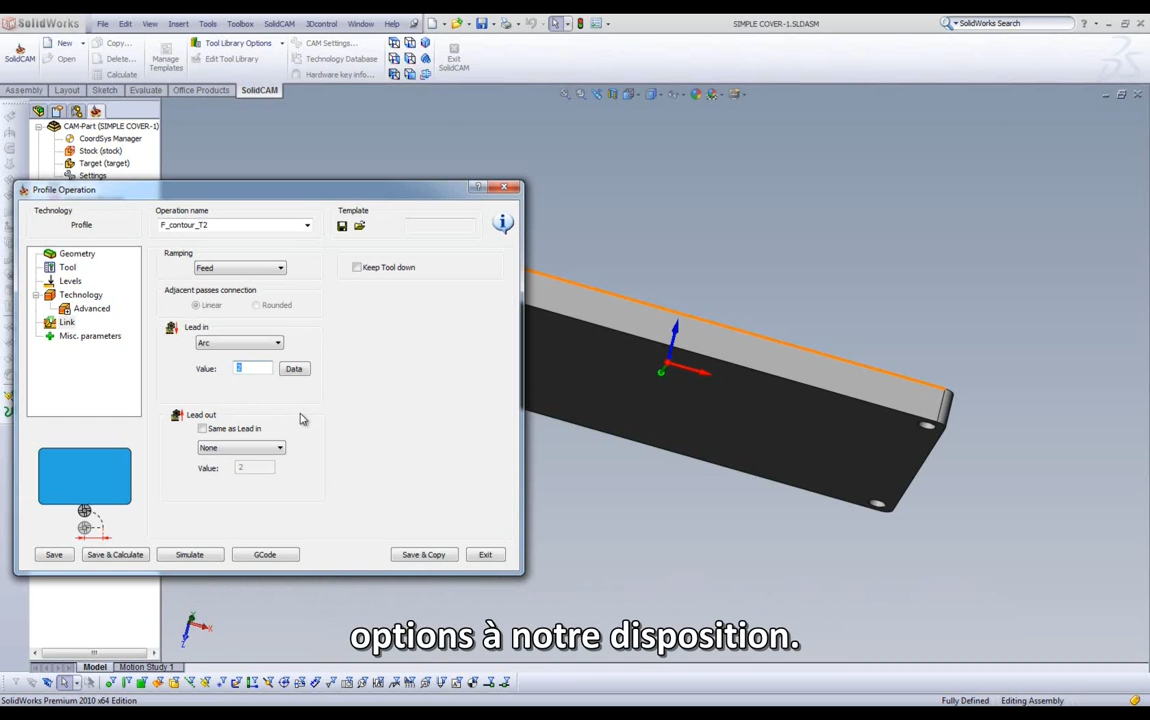 SolidWorks
File Edit View Insert Tools Toolbox SolidCAM 3Dcontrol Window Help
SIMPLE COVER-1.SLDASM
SolidWorks Search
SolidCAM
New
Open
Copy...
Delete...
Calculate
Manage
Templates
Tool Library Options
Edit Tool Library
CAM Settings...
Technology Database
Hardware key info...
Exit
SolidCAM
Assembly Layout Sketch Evaluate Office Products SolidCAM
CAM-Part (SIMPLE COVER-1)
CoordSys Manager
Stock (stock)
Target (target)
Settings
Profile Operation
Technology
Profile
Operation name
F_contour_T2
Template
Geometry
Tool
Levels
Technology
Advanced
Link
Misc. parameters
Ramping
Feed
Keep Tool down
Adjacent passes connection
Linear Rounded
Lead in
Arc
Value: 2 Data
Lead out
Same as Lead in
None
Value: 2
Save Save & Calculate Simulate GCode Save & Copy Exit
options à notre disposition.
Model Motion Study 1
SolidWorks Premium 2010 x64 Edition
Fully Defined Editing Assembly